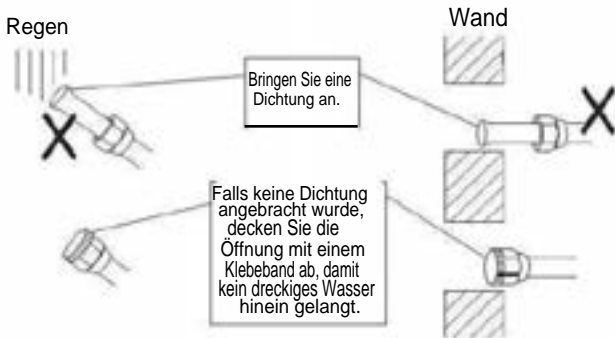 Regen
Wand
Bringen Sie eine
Dichtung an.
Falls keine Dichtung
angebracht wurde,
decken Sie die
Öffnung mit einem
Klebeband ab, damit
kein dreckiges Wasser
hinein gelangt.